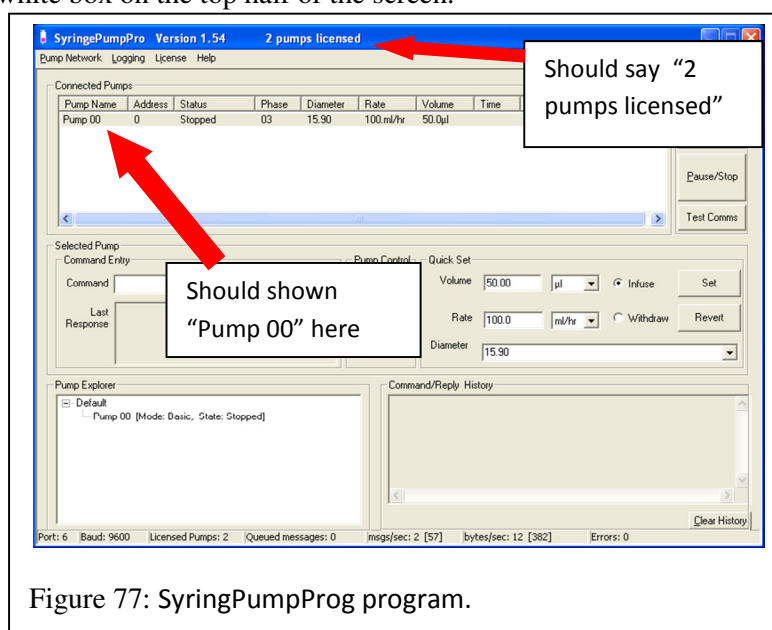 white box on the top half of the screen.
SyringePumpPro Version 1.54 2 pumps licensed
Pump Network Logging License Help
Should say "2
pumps licensed"
Connected Pumps
Pump Name Address Status Phase Diameter Rate Volume Time
Pump 00 0 Stopped 03 15.90 100.ml/hr 50.0µl
Pause/Stop
Test Comms
Selected Pump
Command Entry
Command
Last
Response
Should shown
"Pump 00" here
Pump Control
Quick Set
Volume 50.00 µl Infuse Set
Rate 100.0 ml/hr Withdraw Revert
Diameter 15.90
Pump Explorer
Default
Pump 00 [Mode: Basic, State: Stopped]
Command/Reply History
Clear History
Port: 6 Baud: 9600 Licensed Pumps: 2 Queued messages: 0 msgs/sec: 2 [57] bytes/sec: 12 [382] Errors: 0
Figure 77: SyringPumpProg program.